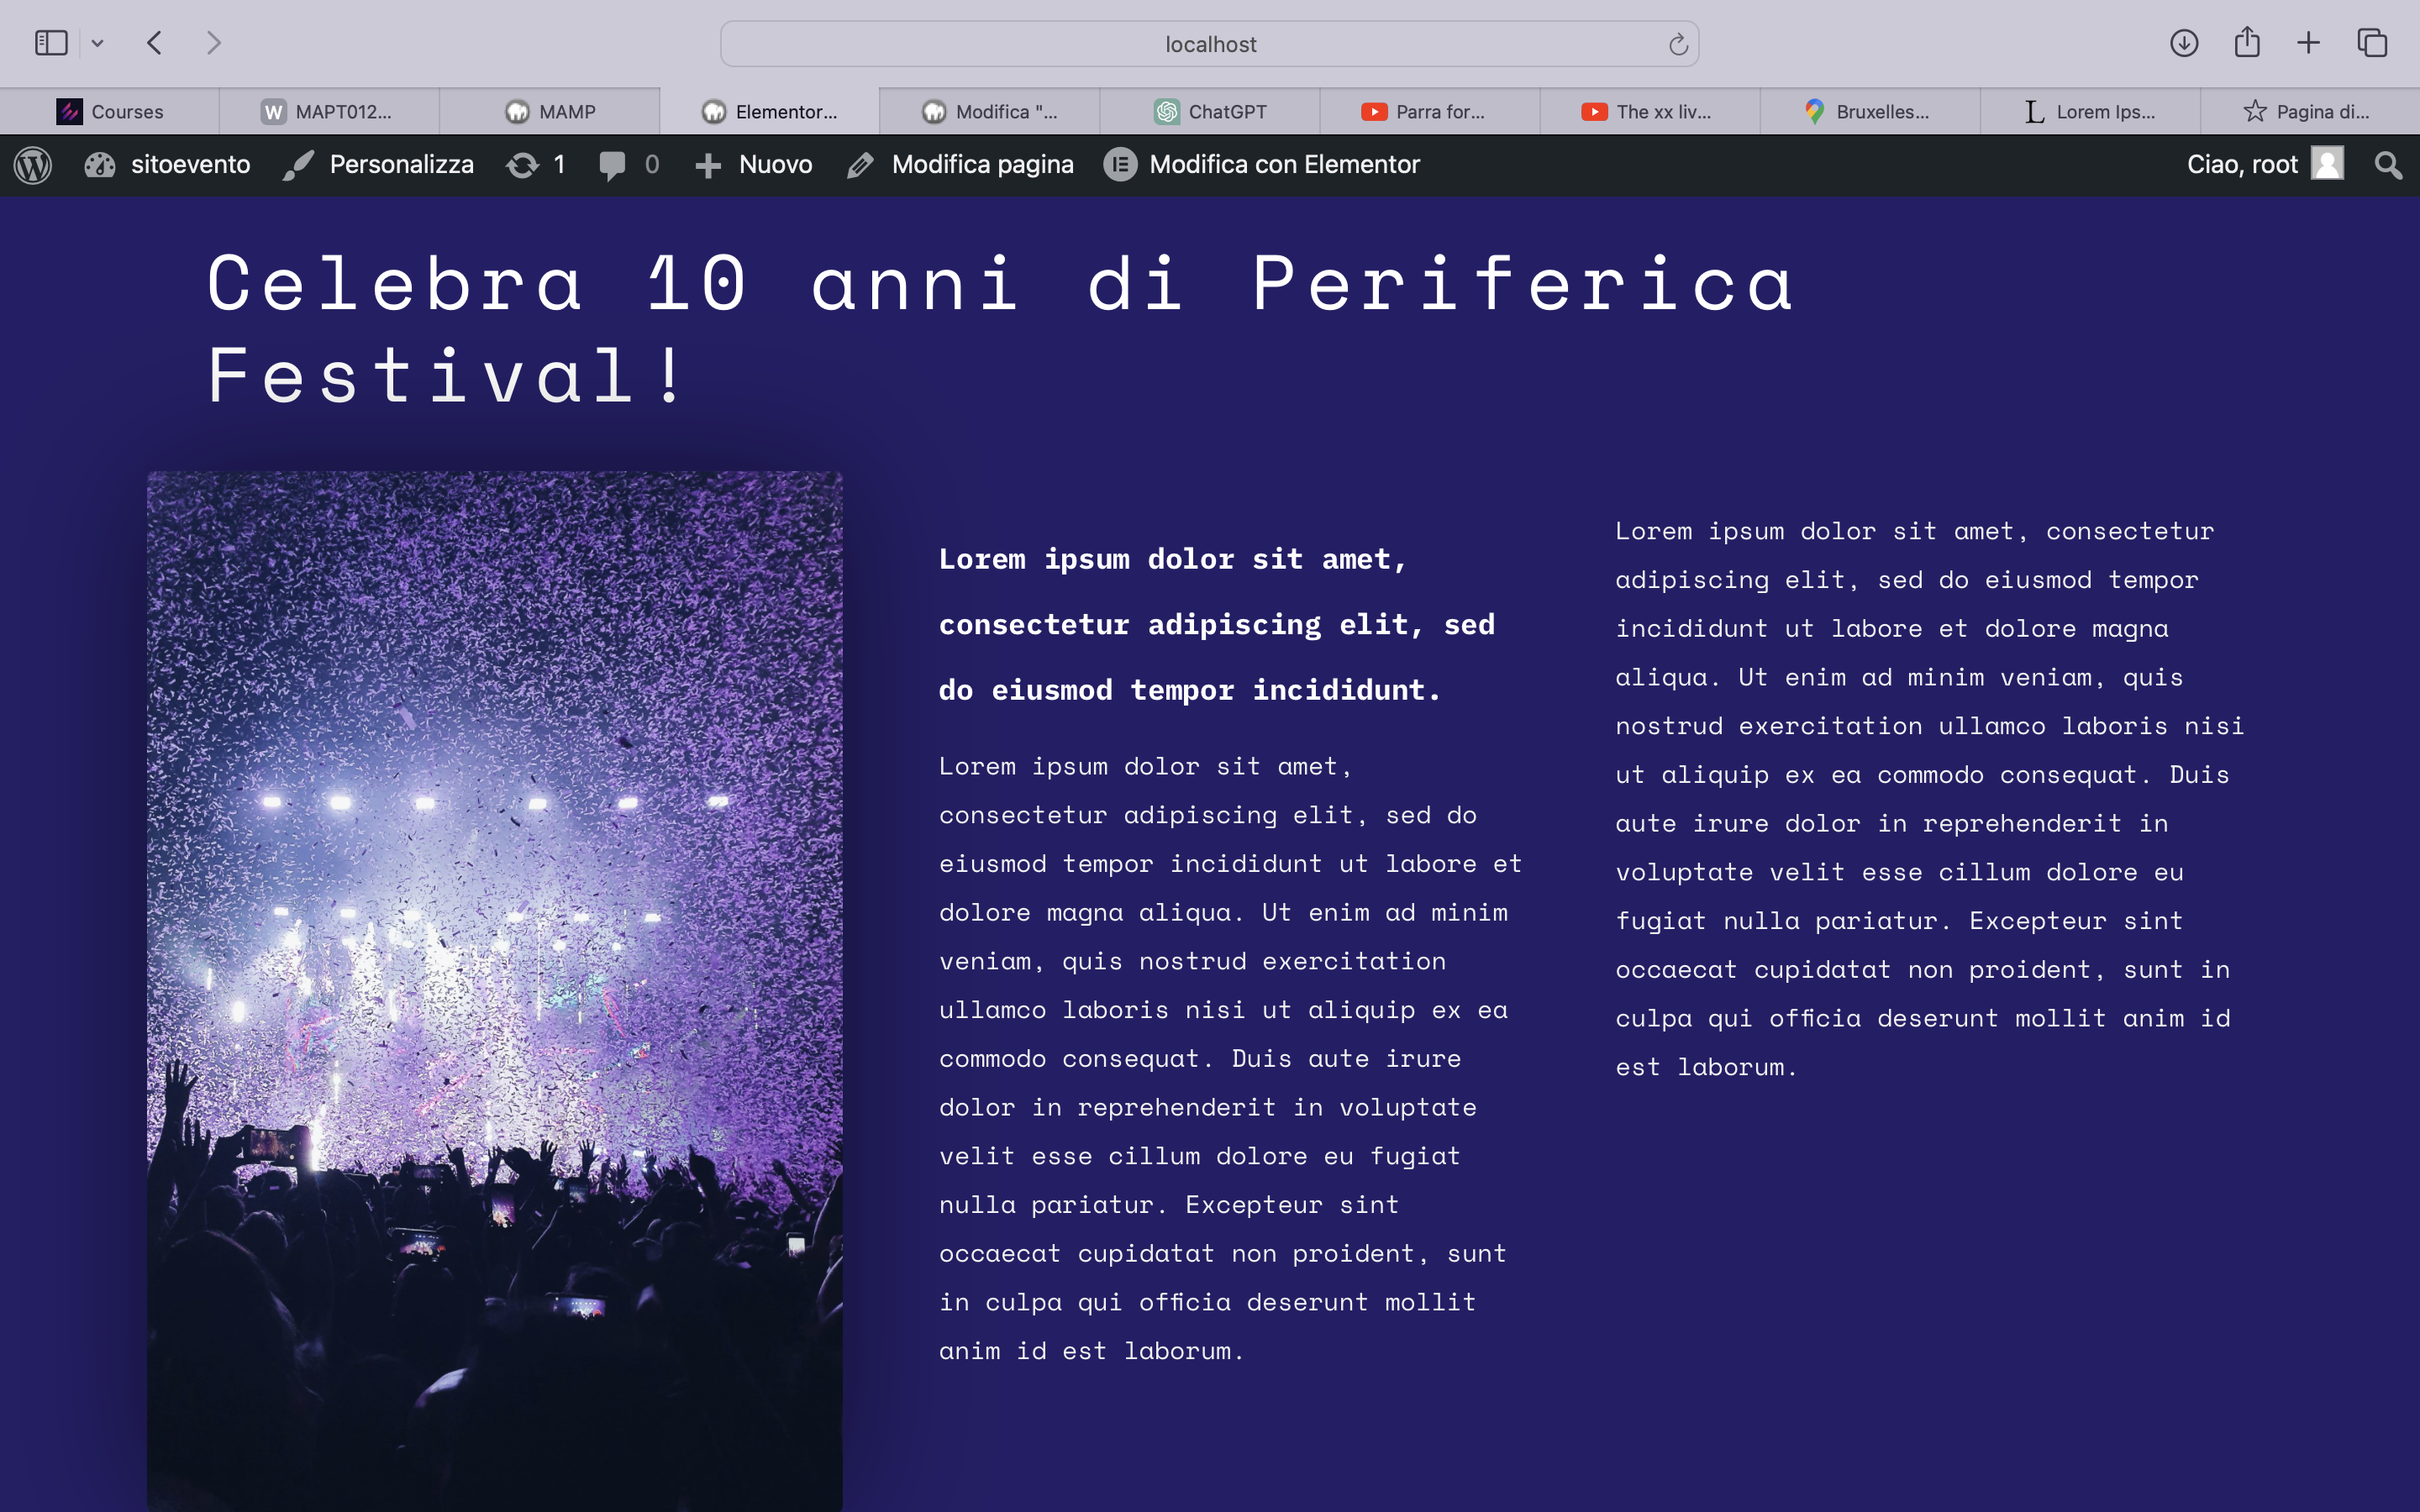 localhost
Courses
MAPT012...
MAMP
Elementor...
Modifica "...
ChatGPT
Parra for...
The xx liv...
Bruxelles...
Lorem Ips...
Pagina di...
sitoevento
Personalizza
1
0
Nuovo
Modifica pagina
Modifica con Elementor
Ciao, root
Celebra 10 anni di Periferica
Festival!
Lorem ipsum dolor sit amet,
consectetur adipiscing elit, sed
do eiusmod tempor incididunt.
Lorem ipsum dolor sit amet,
consectetur adipiscing elit, sed do
eiusmod tempor incididunt ut labore et
dolore magna aliqua. Ut enim ad minim
veniam, quis nostrud exercitation
ullamco laboris nisi ut aliquip ex ea
commodo consequat. Duis aute irure
dolor in reprehenderit in voluptate
velit esse cillum dolore eu fugiat
nulla pariatur. Excepteur sint
occaecat cupidatat non proident, sunt
in culpa qui officia deserunt mollit
anim id est laborum.
Lorem ipsum dolor sit amet, consectetur
adipiscing elit, sed do eiusmod tempor
incididunt ut labore et dolore magna
aliqua. Ut enim ad minim veniam, quis
nostrud exercitation ullamco laboris nisi
ut aliquip ex ea commodo consequat. Duis
aute irure dolor in reprehenderit in
voluptate velit esse cillum dolore eu
fugiat nulla pariatur. Excepteur sint
occaecat cupidatat non proident, sunt in
culpa qui officia deserunt mollit anim id
est laborum.